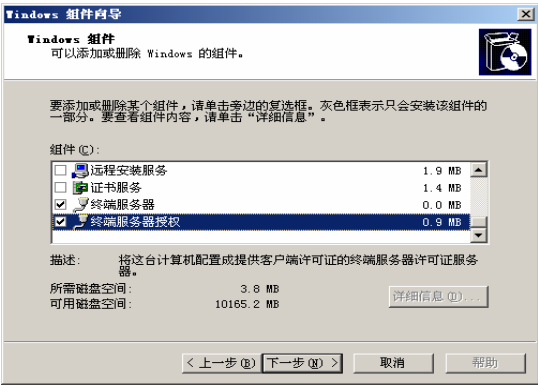 Windows 组件向导
Windows 组件
可以添加或删除 Windows 的组件。
要添加或删除某个组件，请单击旁边的复选框。灰色框表示只会安装该组件的
一部分。要查看组件内容，请单击“详细信息”。
组件(C):
远程安装服务 1.9 MB
证书服务 1.4 MB
终端服务器 0.0 MB
终端服务器授权 0.9 MB
描述: 将这台计算机配置成提供客户端许可证的终端服务器许可证服务
器。
所需磁盘空间: 3.8 MB
可用磁盘空间: 10165.2 MB
详细信息(D)...
< 上一步(B) 下一步(N) > 取消 帮助